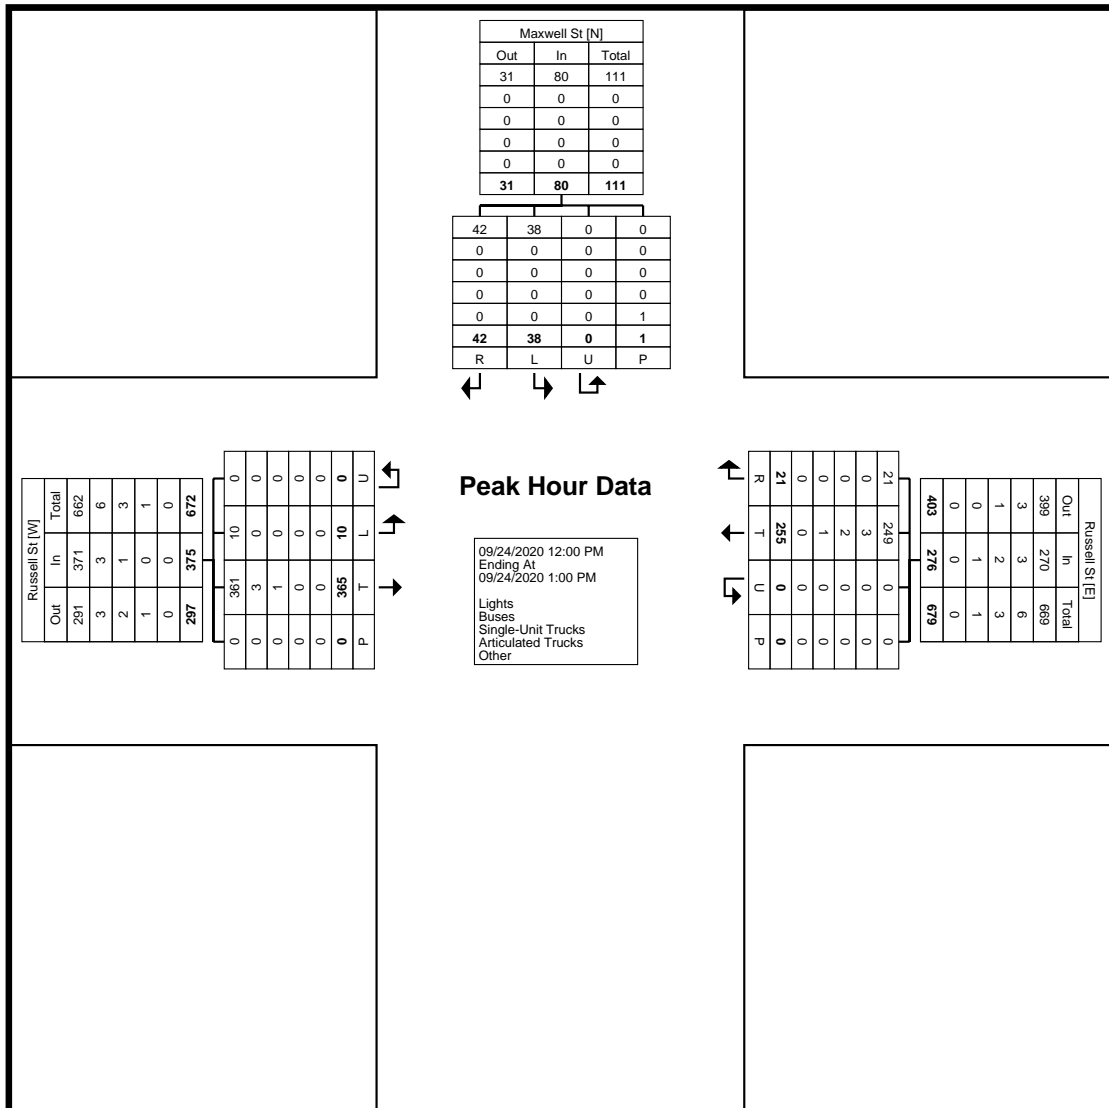 Maxwell St [N]
Out In Total
31 80 111
0 0 0
0 0 0
0 0 0
0 0 0
31 80 111
42 38 0 0
0 0 0 0
0 0 0 0
0 0 0 0
0 0 0 1
42 38 0 1
R L U P
Peak Hour Data
09/24/2020 12:00 PM
Ending At
09/24/2020 1:00 PM
Lights
Buses
Single-Unit Trucks
Articulated Trucks
Other
Russell St [W]
Out In Total
291 371 662
3 3 6
2 1 3
1 0 1
0 0 0
297 375 672
0 361 10 0
0 3 0 0
0 1 0 0
0 0 0 0
0 0 0 0
0 365 10 0
P T L U
Russell St [E]
Out In Total
399 270 669
3 3 6
1 2 3
0 1 1
0 0 0
403 276 679
21 249 0 0
0 3 0 0
0 2 0 0
0 1 0 0
0 0 0 0
21 255 0 0
R T U P